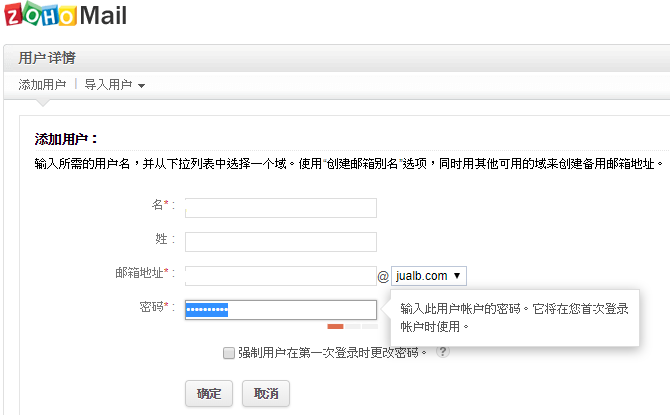 ZOHO Mail
用户详情
添加用户 | 导入用户
添加用户：
输入所需的用户名，并从下拉列表中选择一个域。使用“创建邮箱别名”选项，同时用其他可用的域来创建备用邮箱地址。
名*：
姓：
邮箱地址*： @ jualb.com
密码*： ••••••••••
输入此用户帐户的密码。它将在您首次登录
帐户时使用。
强制用户在第一次登录时更改密码。 ?
确定 取消